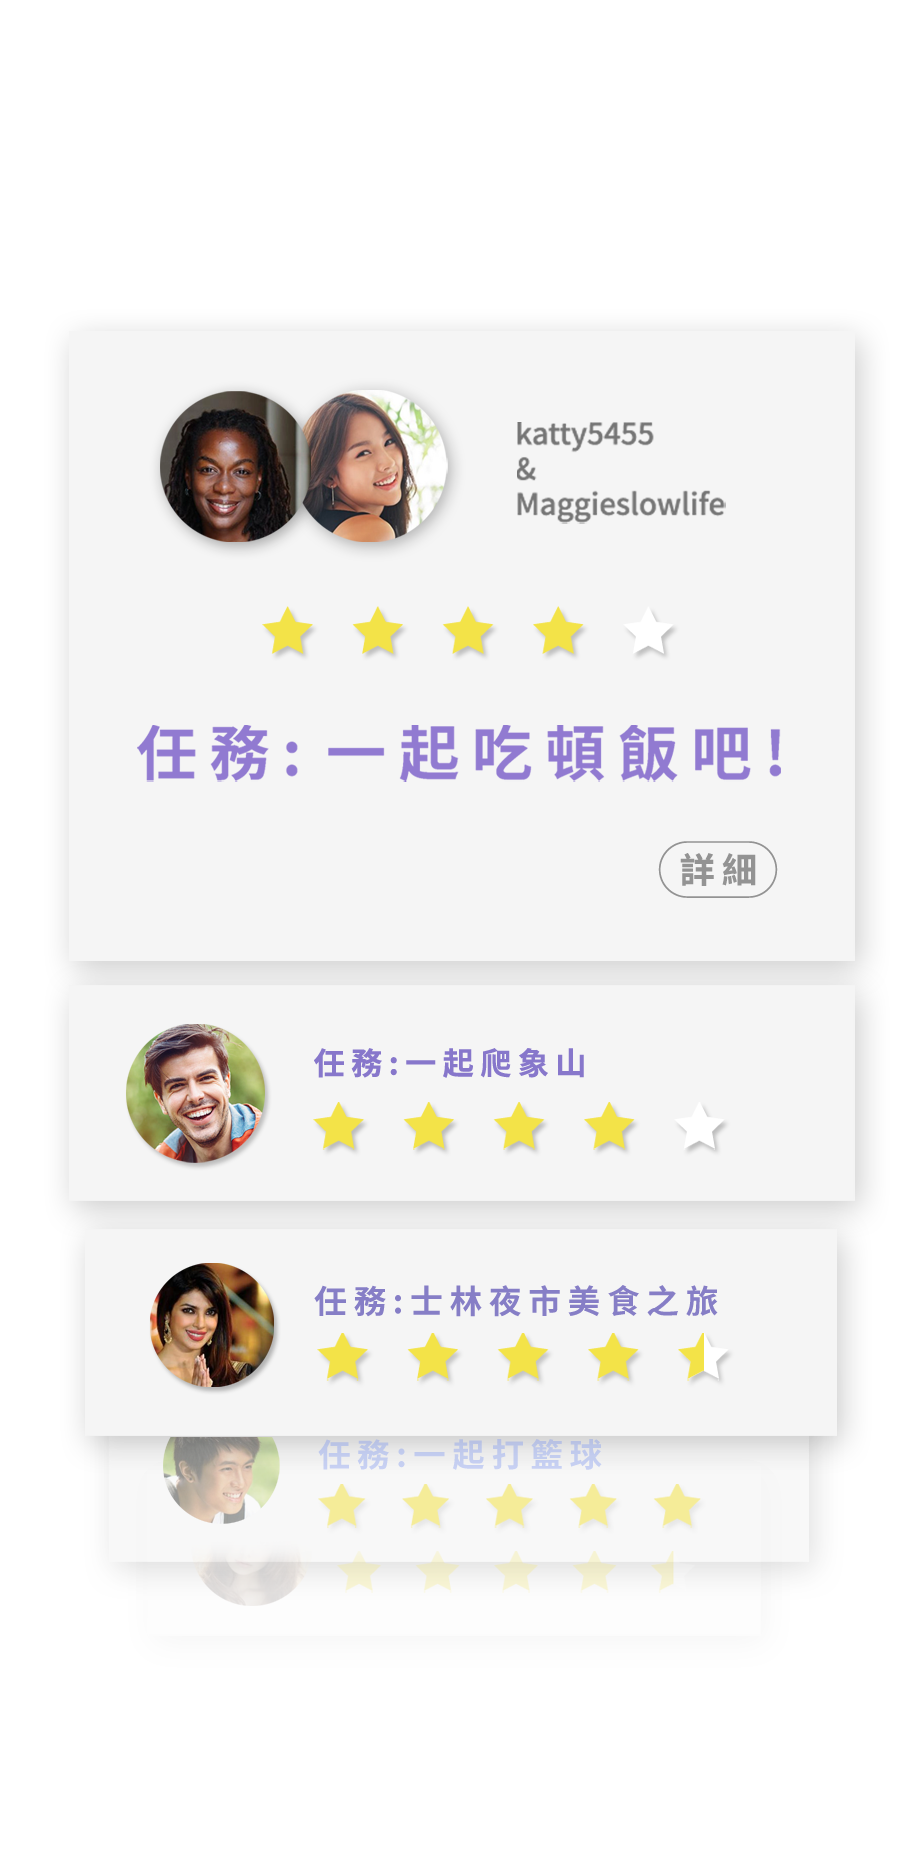 katty5455
&
Maggieslowlife
任務:一起吃頓飯吧!
詳細
任務:一起爬象山
任務:士林夜市美食之旅
任務:一起打籃球